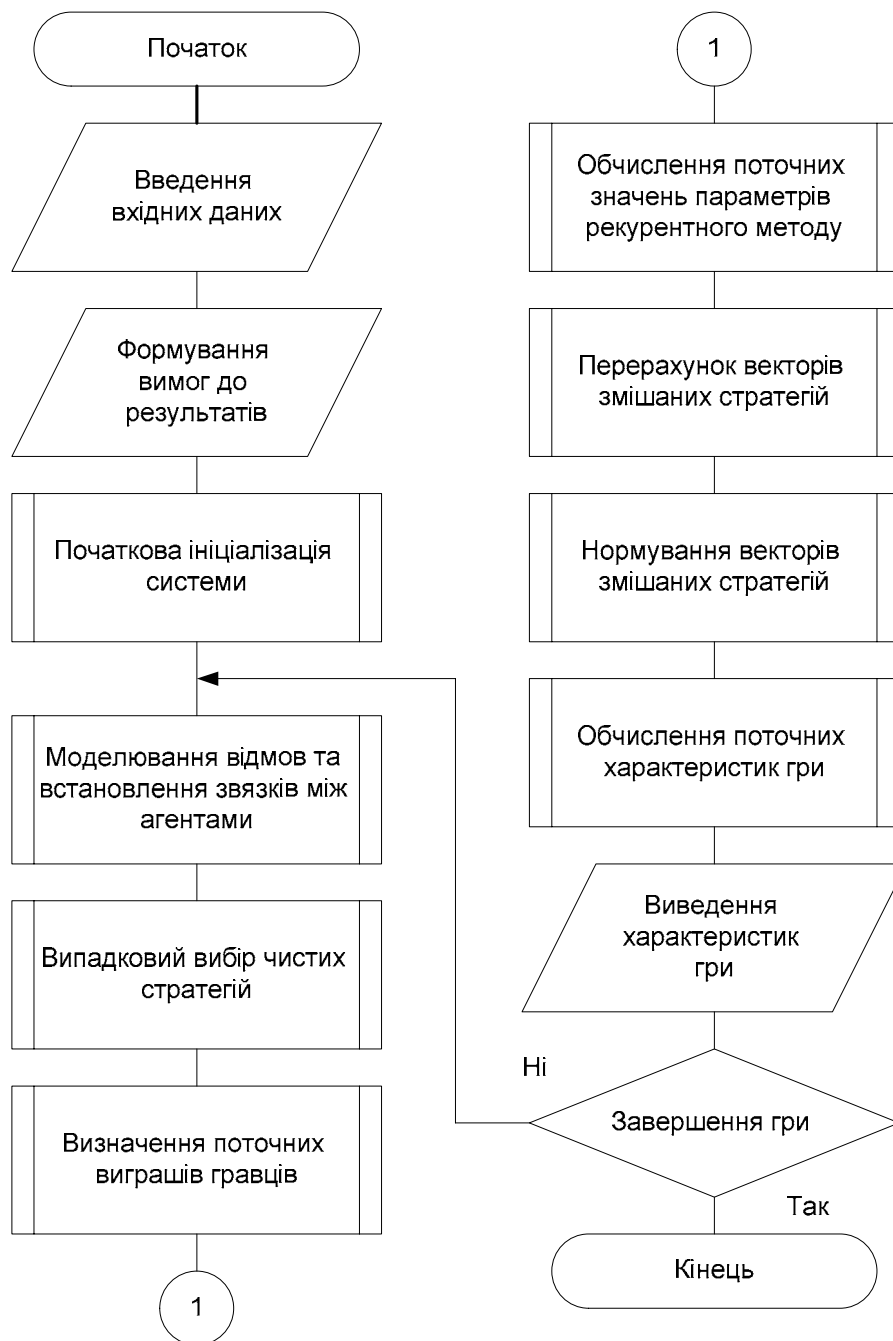 Початок
Введення
вхідних даних
Формування
вимог до
результатів
Початкова ініціалізація
системи
Моделювання відмов та
встановлення звязків між
агентами
Випадковий вибір чистих
стратегій
Визначення поточних
виграшів гравців
1
1
Обчислення поточних
значень параметрів
рекурентного методу
Перерахунок векторів
змішаних стратегій
Нормування векторів
змішаних стратегій
Обчислення поточних
характеристик гри
Виведення
характеристик
гри
Ні
Завершення гри
Так
Кінець